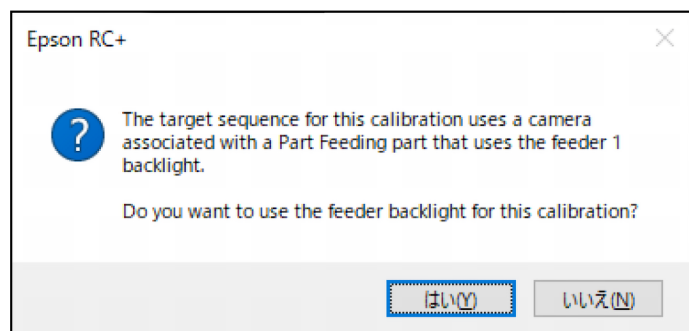 Epson RC+
The target sequence for this calibration uses a camera
associated with a Part Feeding part that uses the feeder 1
backlight.
Do you want to use the feeder backlight for this calibration?
はい(Y)
いいえ(N)